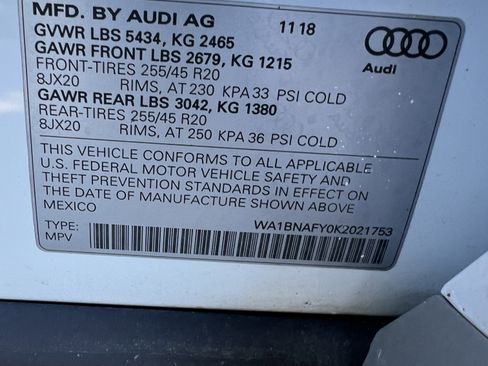 MFD. BY AUDI AG 11 18
GVWR LBS 5434, KG 2465
GAWR FRONT LBS 2679, KG 1215
FRONT-TIRES 255/45 R20
8JX20 RIMS, AT 230 KPA 33 PSI COLD
GAWR REAR LBS 3042, KG 1380
REAR-TIRES 255/45 R20
8JX20 RIMS, AT 250 KPA 36 PSI COLD
Audi
THIS VEHICLE CONFORMS TO ALL APPLICABLE
U.S. FEDERAL MOTOR VEHICLE SAFETY AND
THEFT PREVENTION STANDARDS IN EFFECT ON
THE DATE OF MANUFACTURE SHOWN ABOVE
MEXICO
TYPE: WA1BNAFY0K2021753
MPV